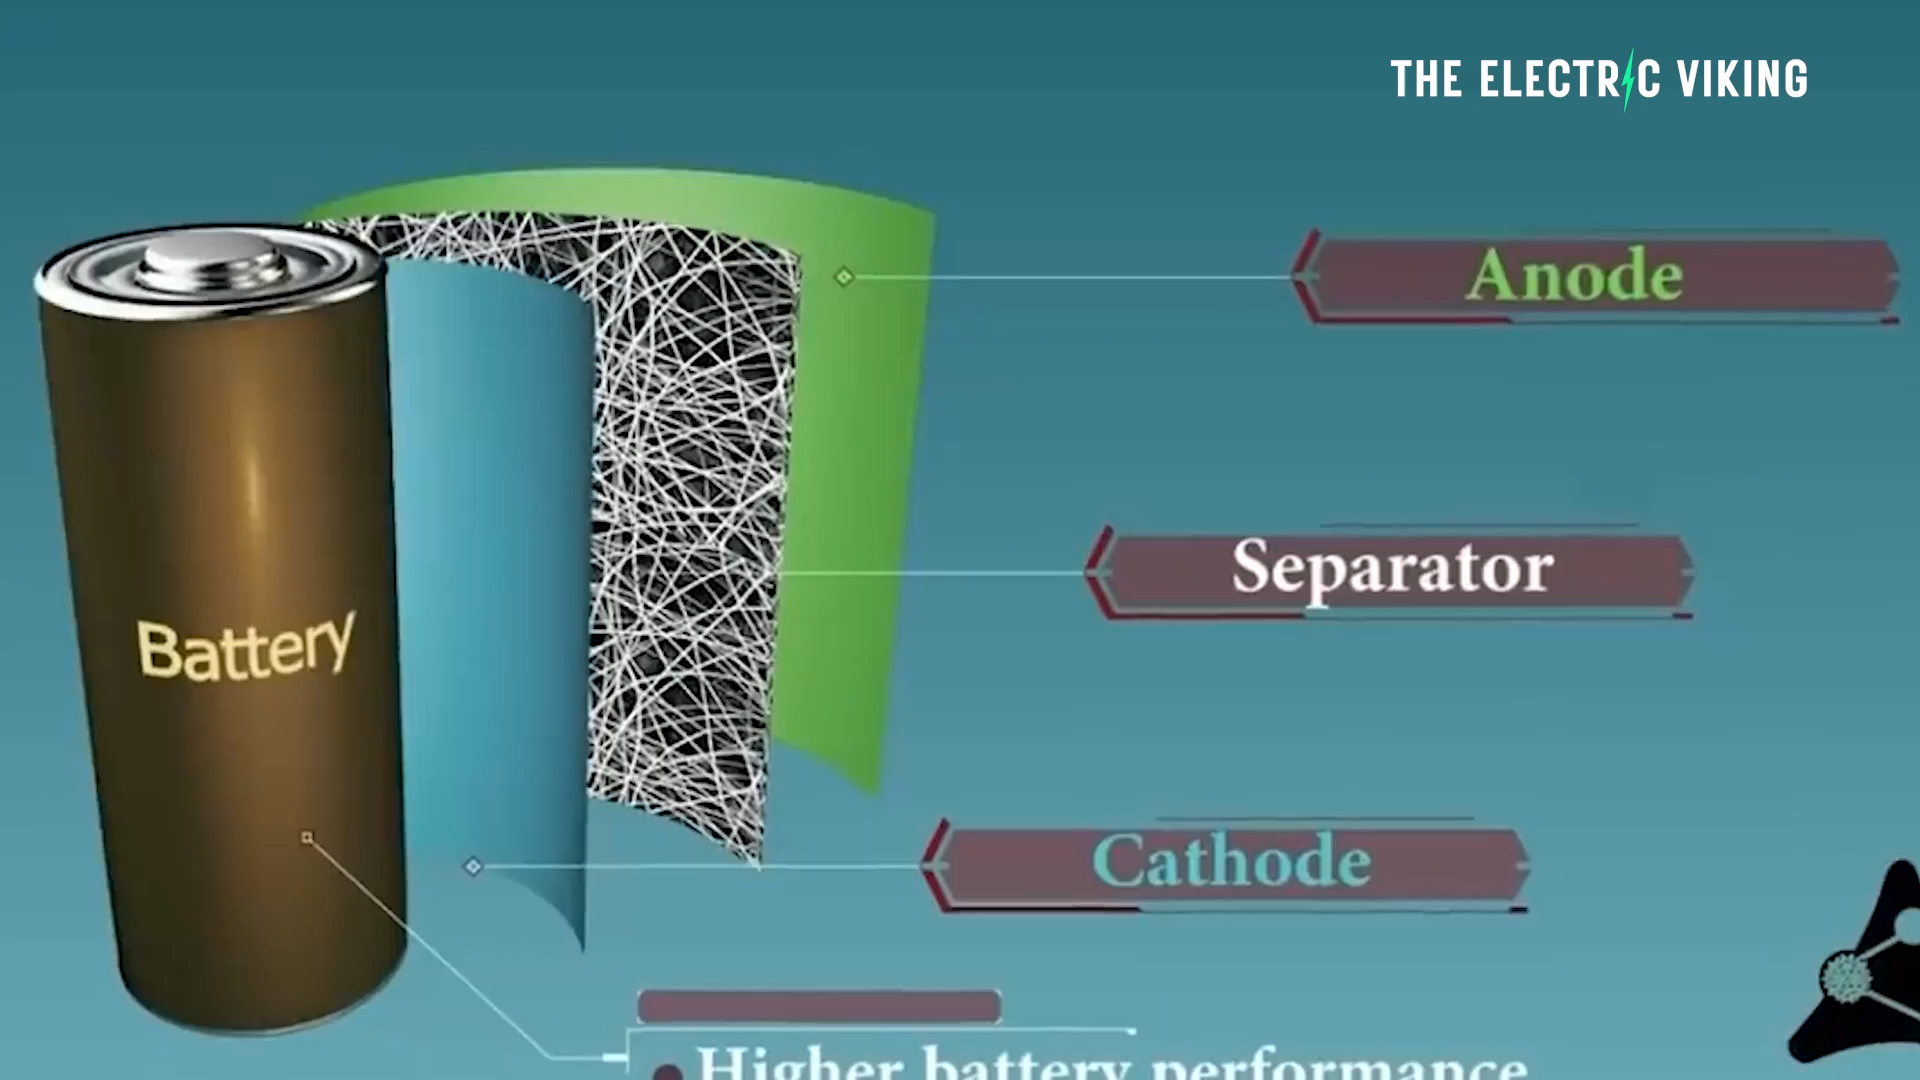 THE ELECTRIC VIKING
Anode
Separator
Battery
Cathode
Higher battery performance